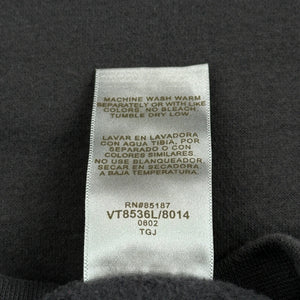 MACHINE WASH WARM
SEPARATELY OR WITH LIKE
COLORS. NO BLEACH.
TUMBLE DRY LOW
LAVAR EN LAVADORA
CON AGUA TIBIA, POR
SEPARADO O CON
COLORES SIMILARES.
NO USE BLANQUEADOR.
SECAR EN SECADORA
A BAJA TEMPERATURA.
RN#85187
VT8536L/8014
0802
TGJ